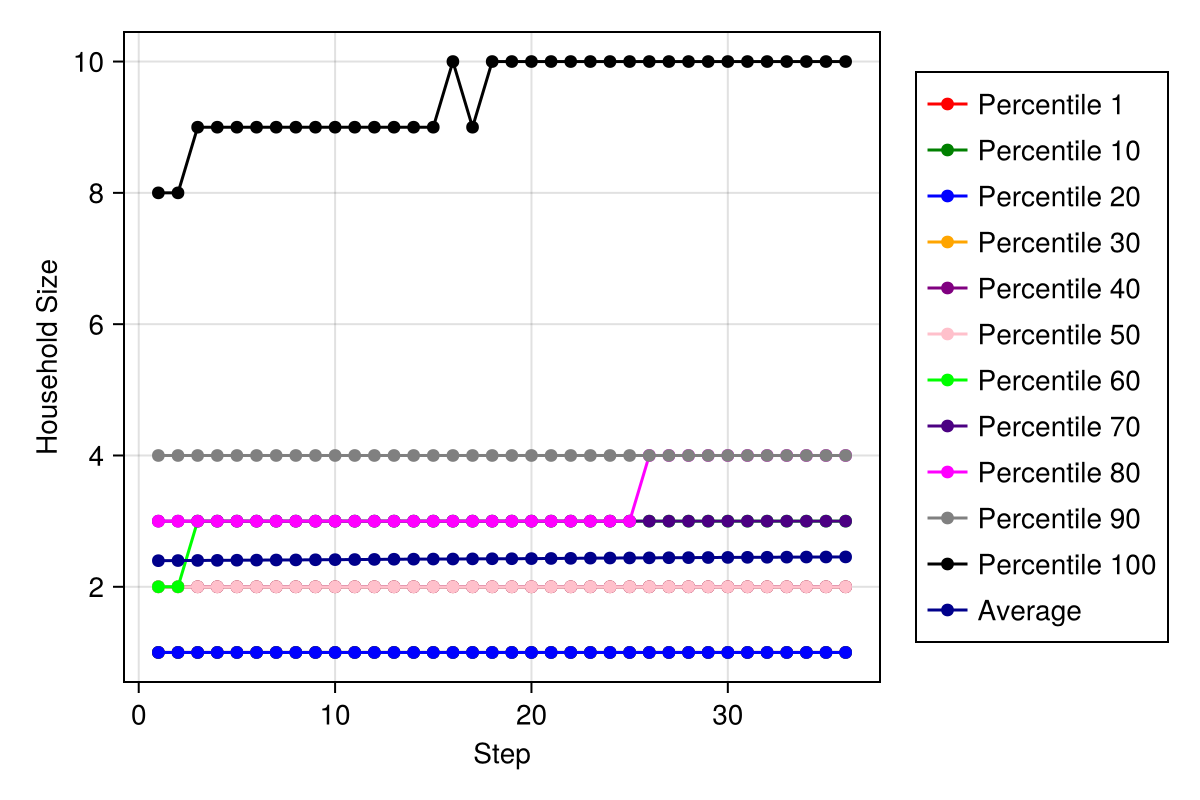 10
8
6
4
2
Household Size
0
10
20
30
Step
Percentile 1
Percentile 10
Percentile 20
Percentile 30
Percentile 40
Percentile 50
Percentile 60
Percentile 70
Percentile 80
Percentile 90
Percentile 100
Average